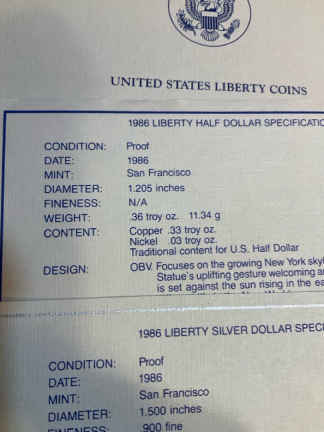 UNITED STATES LIBERTY COINS
1986 LIBERTY HALF DOLLAR
CONDITION: Proof
DATE: 1986
MINT: San Francisco
DIAMETER: 1.205 inches
FINENESS: N/A
WEIGHT: .36 troy oz. 11.34 g
CONTENT: Copper .33 troy oz.
Nickel .03 troy oz.
Traditional content for U.S. Half Dollar
DESIGN: OBV. Focuses on the growing New York
Statue's uplifting gesture welcoming
is set against the sun rising in the
1986 LIBERTY SILVER DOLLAR
CONDITION: Proof
DATE: 1986
MINT: San Francisco
DIAMETER: 1.500 inches
FINENESS: .900 fine